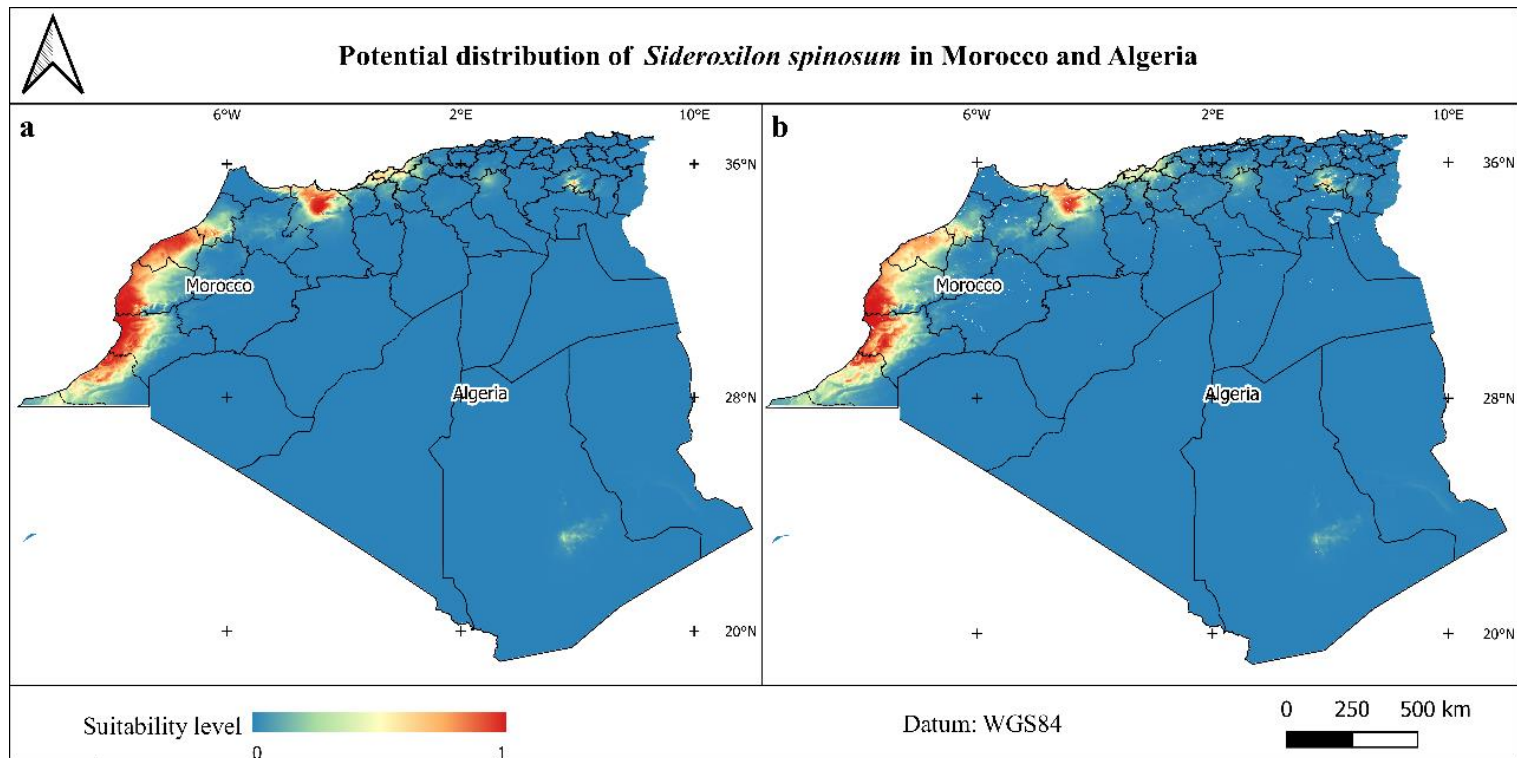 Potential distribution of Sideroxilon spinosum in Morocco and Algeria
a
6°W
2°E
10°E
36°N
Morocco
28°N
Algeria
20°N
b
6°W
2°E
10°E
36°N
Morocco
28°N
Algeria
20°N
Suitability level
0
1
Datum: WGS84
0 250 500 km